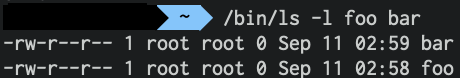 ~ /bin/ls -l foo bar
-rw-r--r-- 1 root root 0 Sep 11 02:59 bar
-rw-r--r-- 1 root root 0 Sep 11 02:58 foo